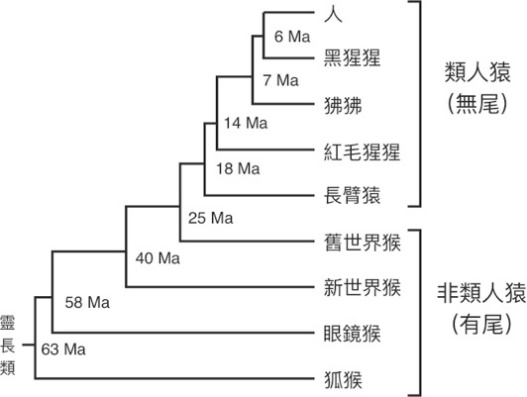 人
6 Ma
黑猩猩
7 Ma
狒狒
14 Ma
紅毛猩猩
18 Ma
長臂猿
25 Ma
舊世界猴
40 Ma
新世界猴
58 Ma
眼鏡猴
63 Ma
狐猴
靈長類
類人猿
(無尾)
非類人猿
(有尾)